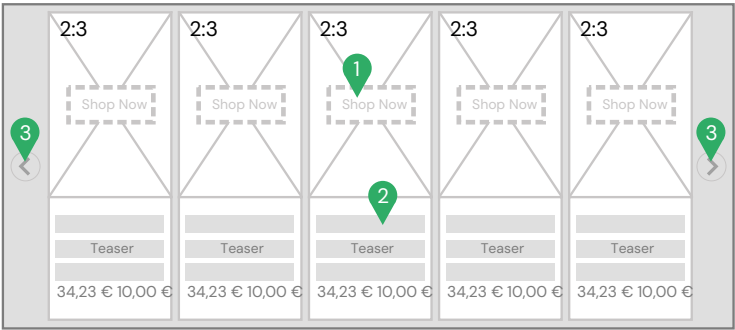 2:3 2:3 2:3 2:3 2:3
1
Shop Now Shop Now Shop Now Shop Now Shop Now
3 3
2
Teaser Teaser Teaser Teaser Teaser
34,23 € 10,00 € 34,23 € 10,00 € 34,23 € 10,00 € 34,23 € 10,00 € 34,23 € 10,00 €